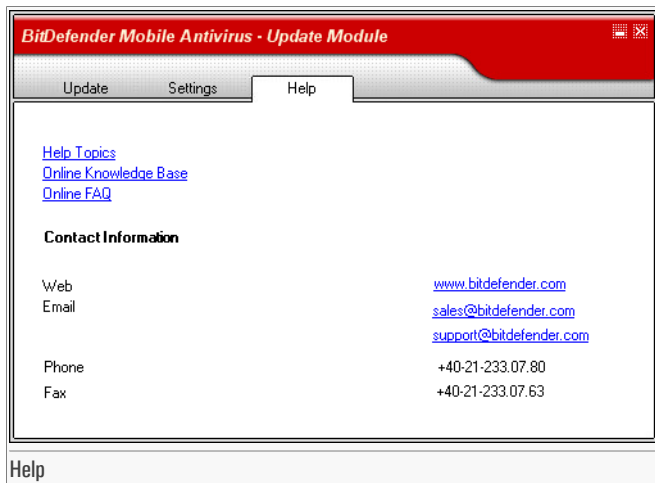 BitDefender Mobile Antivirus - Update Module
Update Settings Help
Help Topics
Online Knowledge Base
Online FAQ
Contact Information
Web www.bitdefender.com
Email sales@bitdefender.com
support@bitdefender.com
Phone +40-21-233.07.80
Fax +40-21-233.07.63
Help